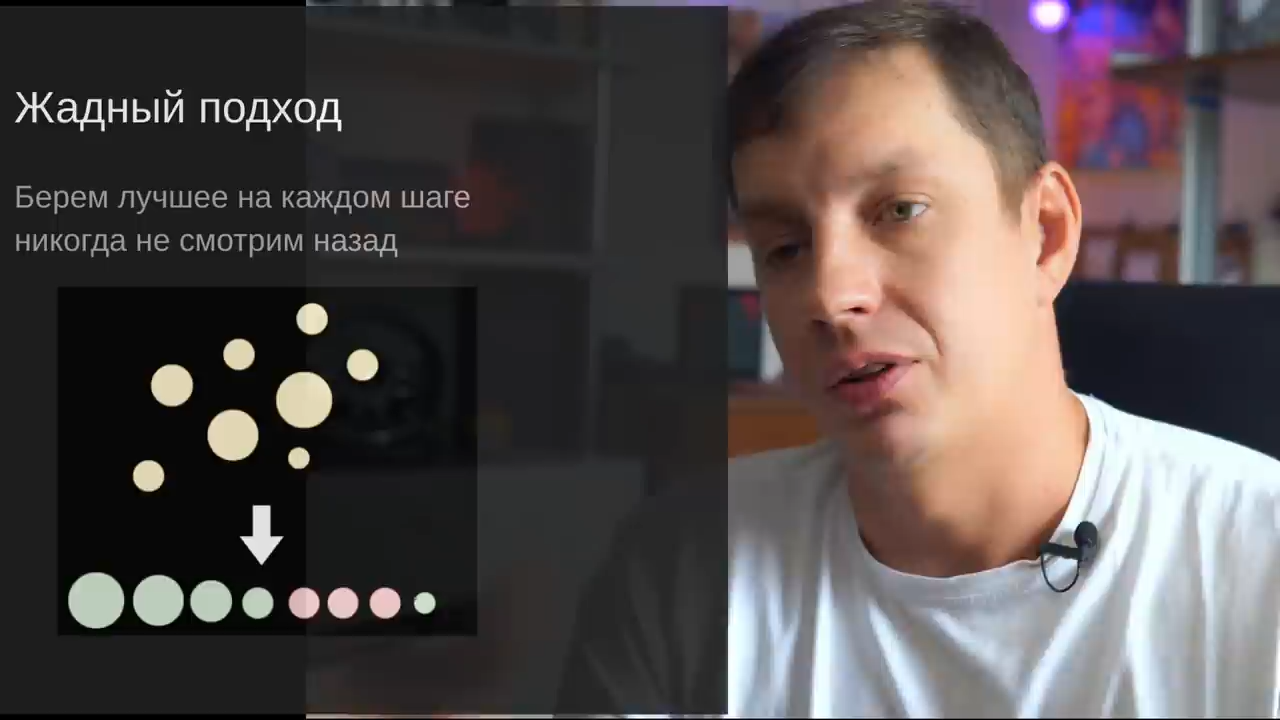 Жадный подход
Берем лучшее на каждом шаге
никогда не смотрим назад